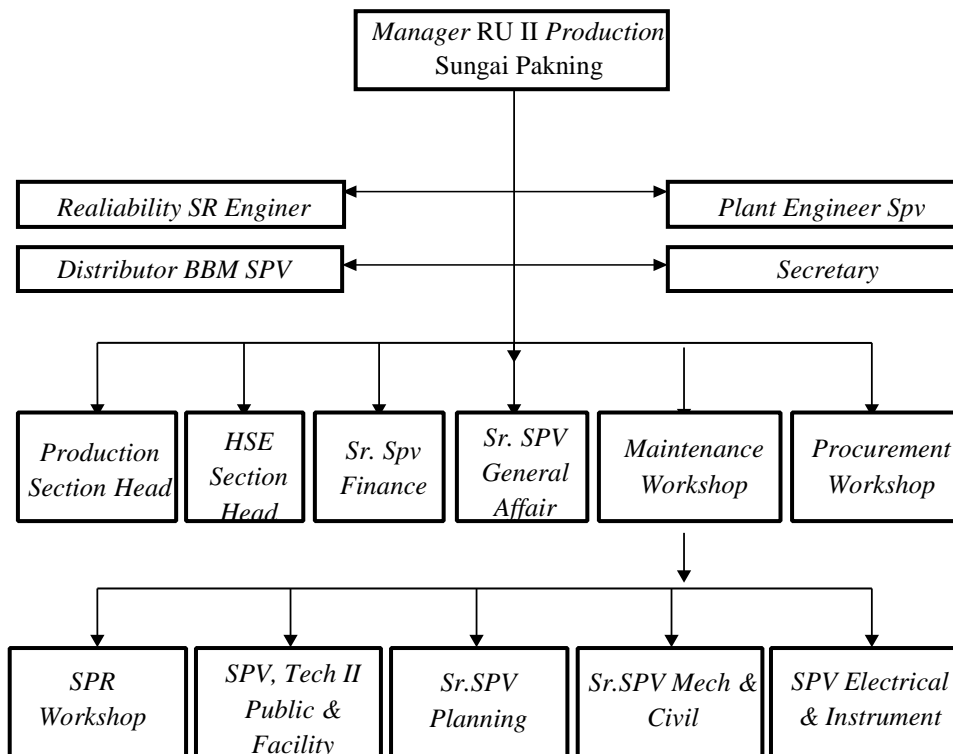 Manager RU II Production
Sungai Pakning
Realiability SR Enginer
Plant Engineer Spv
Distributor BBM SPV
Secretary
Production
Section Head
HSE
Section
Head
Sr. Spv
Finance
Sr. SPV
General
Affair
Maintenance
Workshop
Procurement
Workshop
SPR
Workshop
SPV, Tech II
Public &
Facility
Sr.SPV
Planning
Sr.SPV Mech &
Civil
SPV Electrical
& Instrument